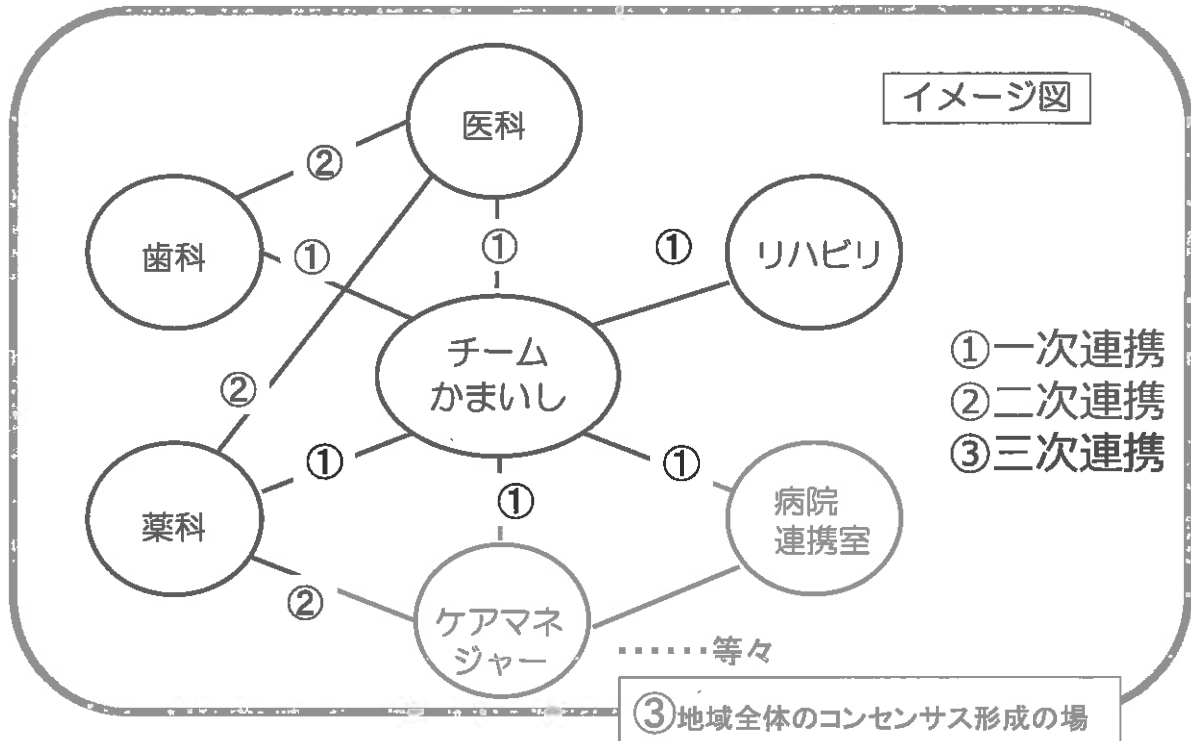 イメージ図
医科
②
歯科
①
①
①
リハビリ
チーム
かまいし
①一次連携
②二次連携
③三次連携
②
①
①
①
薬科
病院
連携室
②
ケアマネ
ジャー
……等々
③地域全体のコンセンサス形成の場